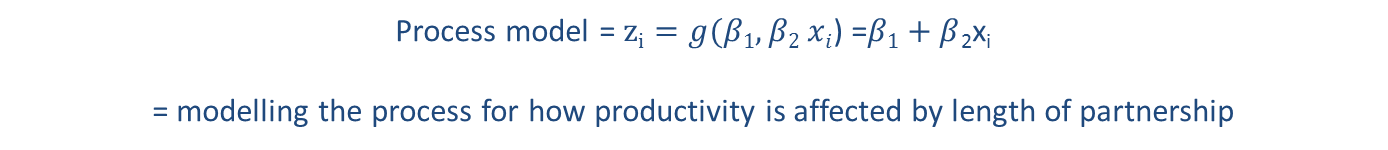 Process model = zᵢ = g(β₁, β₂ xᵢ) =β₁ + β₂xᵢ
= modelling the process for how productivity is affected by length of partnership